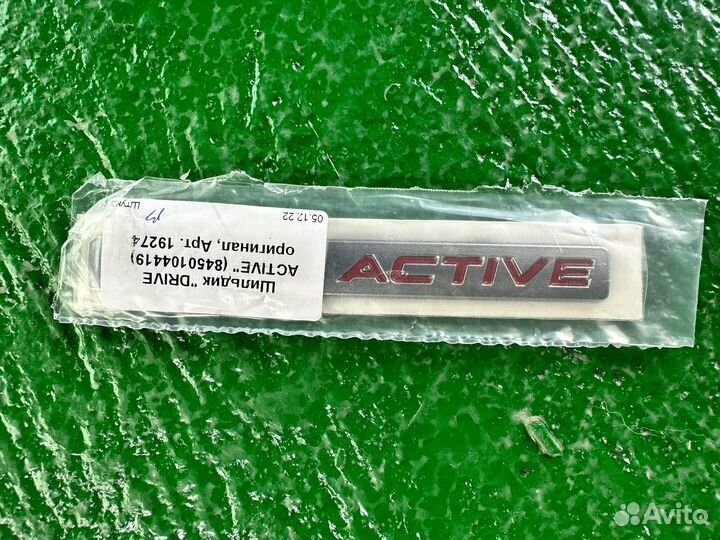 Шильдик "DRIVE
ACTIVE" (8450104419)
оригинал, Арт. 19274
05.12.22
ACTIVE
Avito